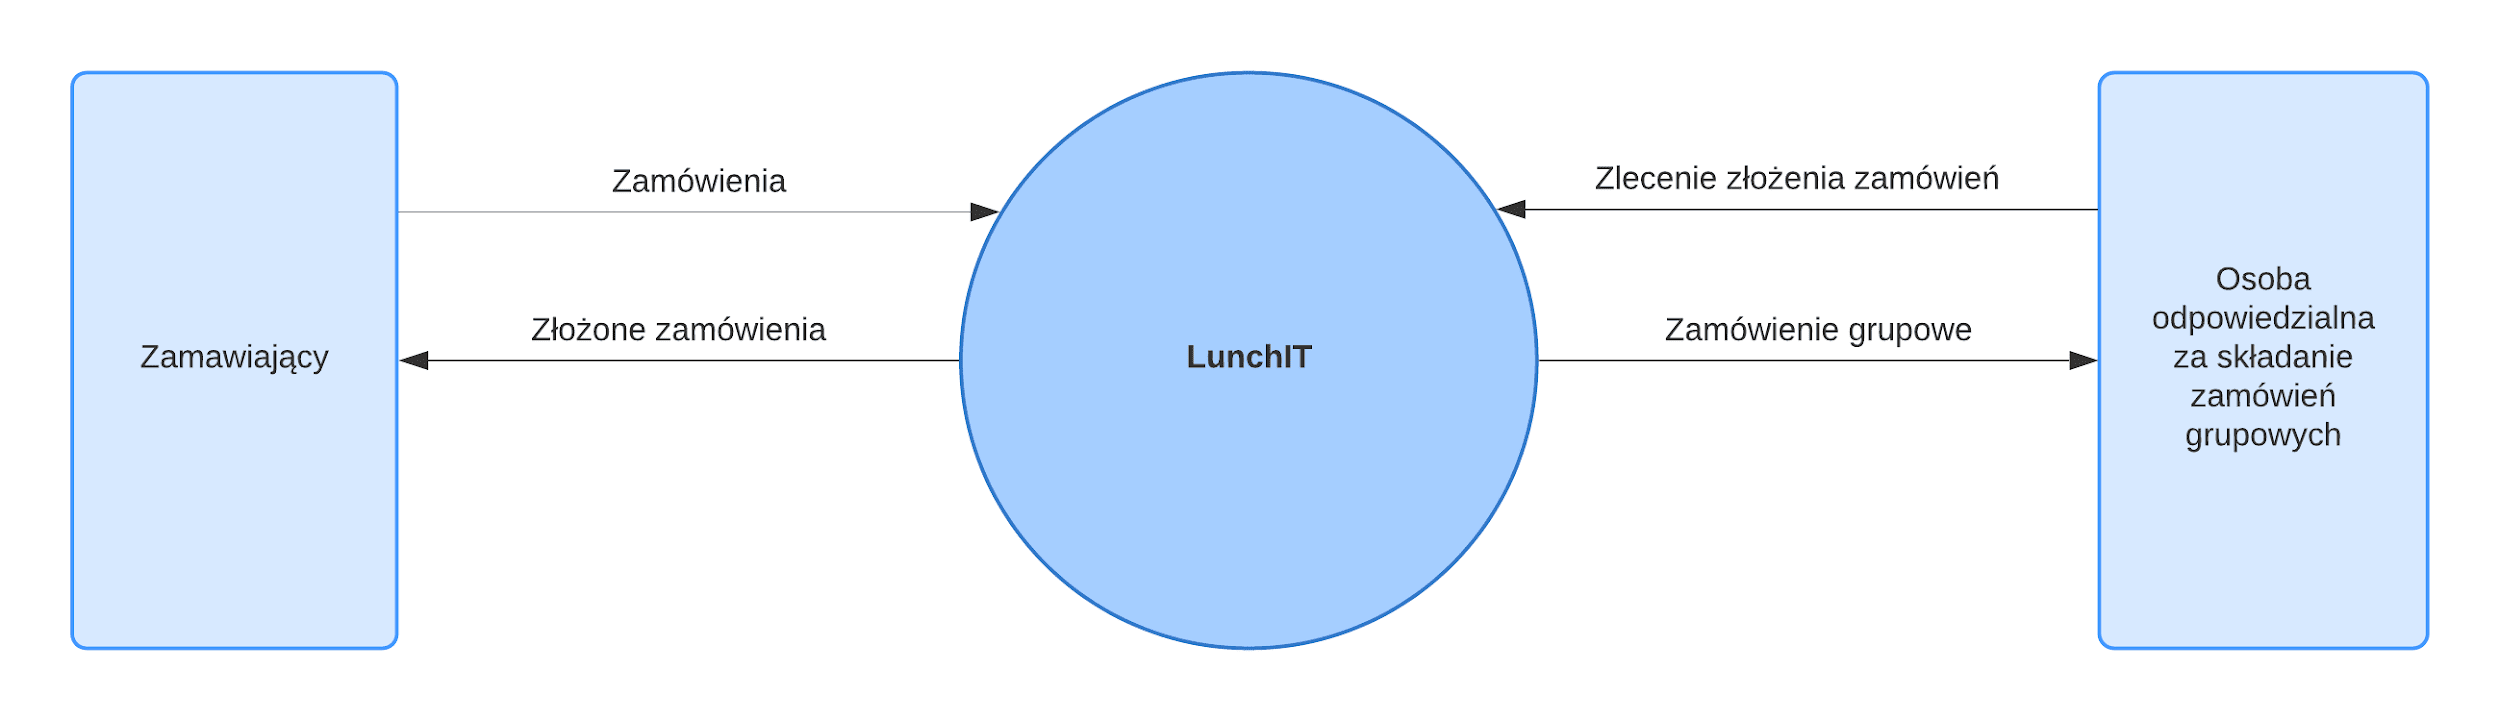 Zamówienia
Zlecenie złożenia zamówień
Złożone zamówienia
Zamówienie grupowe
Zamawiający
LunchIT
Osoba
odpowiedzialna
za składanie
zamówień
grupowych